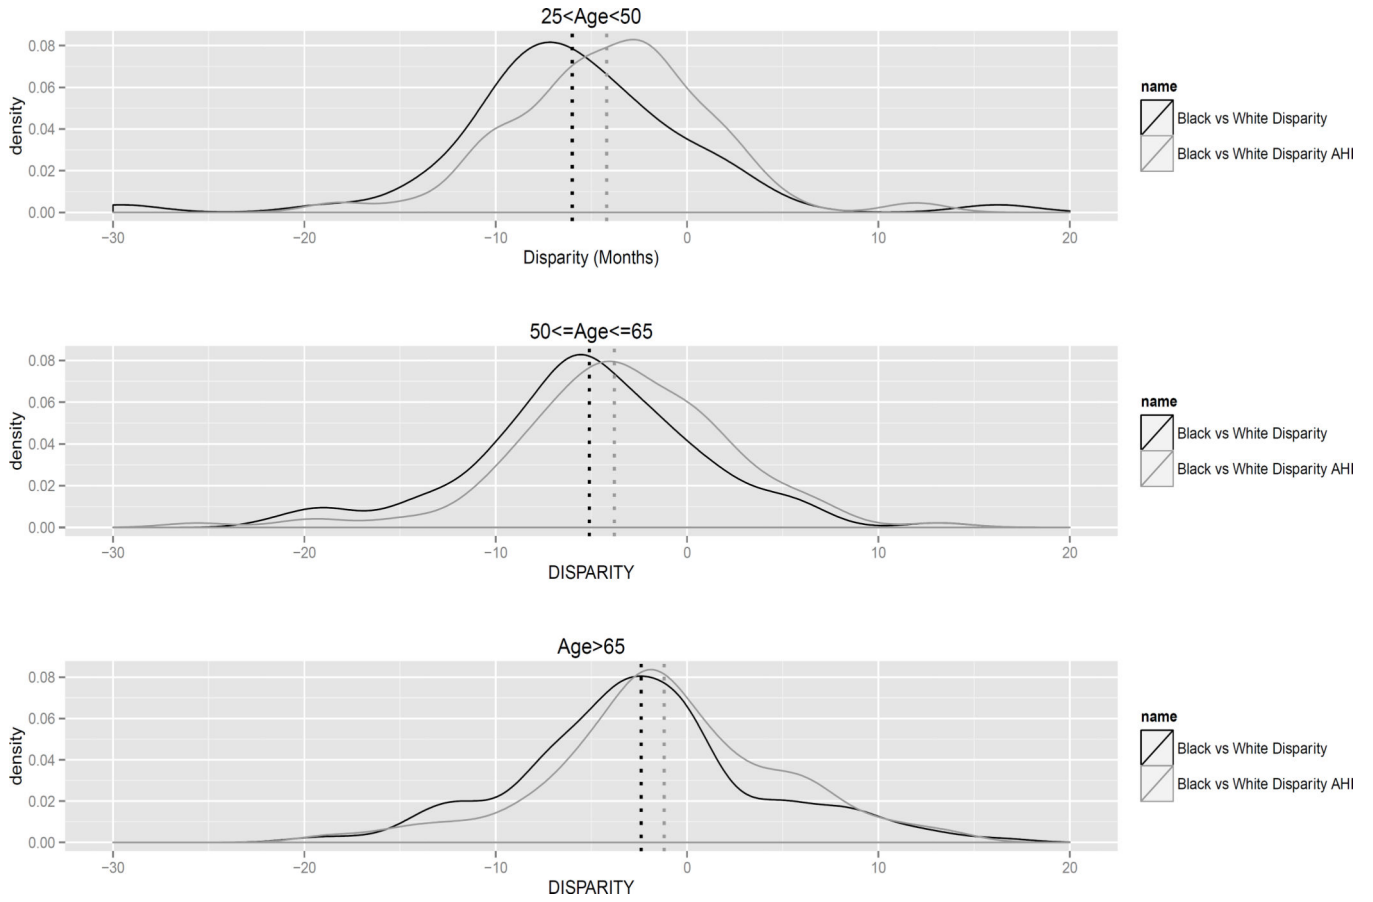 25<Age<50
density
0.08
0.06
0.04
0.02
0.00
−30 −20 −10 0 10 20
Disparity (Months)
name
Black vs White Disparity
Black vs White Disparity AHI
50<=Age<=65
density
0.08
0.06
0.04
0.02
0.00
−30 −20 −10 0 10 20
DISPARITY
name
Black vs White Disparity
Black vs White Disparity AHI
Age>65
density
0.08
0.06
0.04
0.02
0.00
−30 −20 −10 0 10 20
DISPARITY
name
Black vs White Disparity
Black vs White Disparity AHI